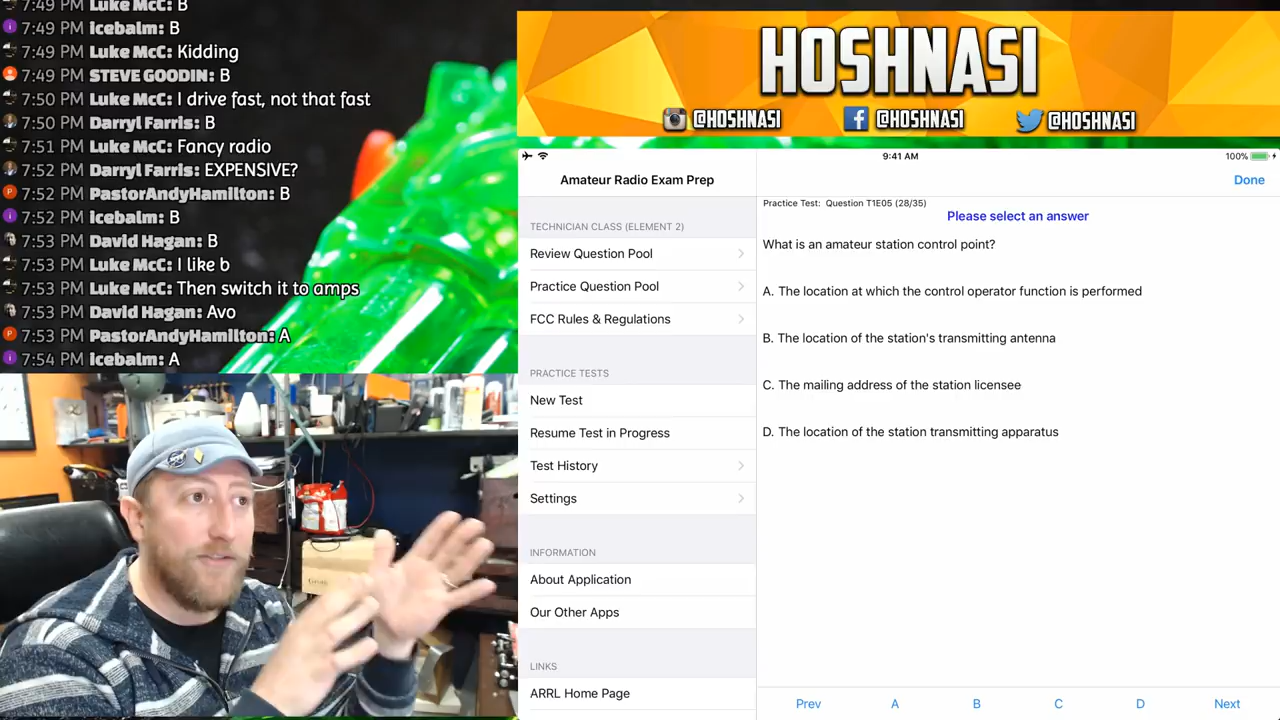 7:49 PM Luke McC: B
7:49 PM icebalm: B
7:49 PM Luke McC: Kidding
7:49 PM STEVE GOODIN: B
7:50 PM Luke McC: I drive fast, not that fast
7:50 PM Darryl Farris: B
7:51 PM Luke McC: Fancy radio
7:52 PM Darryl Farris: EXPENSIVE?
7:52 PM PastorAndyHamilton: B
7:52 PM icebalm: B
7:53 PM David Hagan: B
7:53 PM Luke McC: I like b
7:53 PM Luke McC: Then switch it to amps
7:53 PM David Hagan: Avo
7:53 PM PastorAndyHamilton: A
7:54 PM icebalm: A
HOSHNASI
@HOSHNASI @HOSHNASI @HOSHNASI
9:41 AM 100%
Amateur Radio Exam Prep
Done
TECHNICIAN CLASS (ELEMENT 2)
Review Question Pool
Practice Question Pool
FCC Rules & Regulations
PRACTICE TESTS
New Test
Resume Test in Progress
Test History
Settings
INFORMATION
About Application
Our Other Apps
LINKS
ARRL Home Page
Practice Test: Question T1E05 (28/35)
Please select an answer
What is an amateur station control point?
A. The location at which the control operator function is performed
B. The location of the station's transmitting antenna
C. The mailing address of the station licensee
D. The location of the station transmitting apparatus
Prev A B C D Next